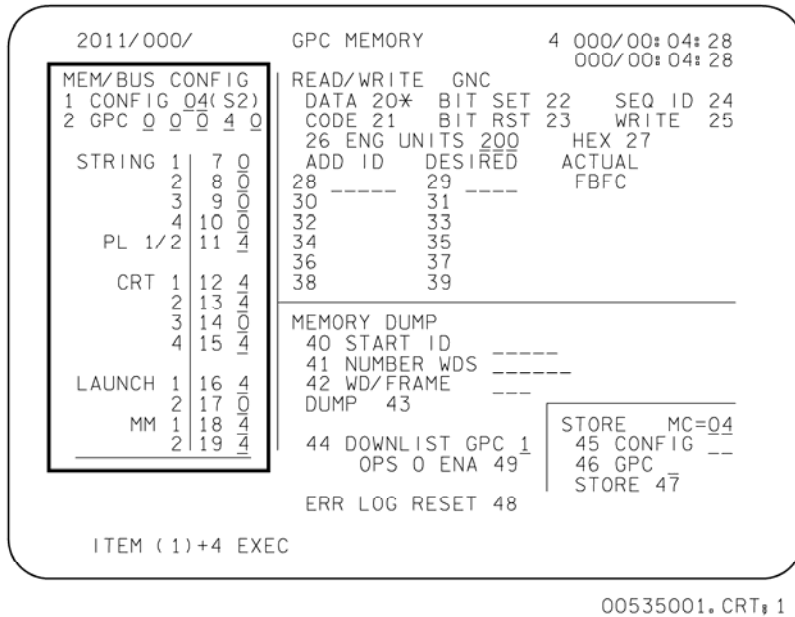 2011/000/ GPC MEMORY 4 000/00:04:28
000/00:04:28
MEM/BUS CONFIG
1 CONFIG 04(S2)
2 GPC 0 0 0 4 0
STRING 1 7 0
2 8 0
3 9 0
4 10 0
PL 1/2 11 4
CRT 1 12 4
2 13 4
3 14 0
4 15 4
LAUNCH 1 16 4
2 17 0
MM 1 18 4
2 19 4
READ/WRITE GNC
DATA 20* BIT SET 22 SEQ ID 24
CODE 21 BIT RST 23 WRITE 25
26 ENG UNITS 200 HEX 27
ADD ID DESIRED ACTUAL
28 _____ 29 ____ FBFC
30 31
32 33
34 35
36 37
38 39
MEMORY DUMP
40 START ID _____
41 NUMBER WDS ______
42 WD/FRAME ___
DUMP 43
44 DOWNLIST GPC 1
OPS 0 ENA 49
ERR LOG RESET 48
STORE MC=04
45 CONFIG __
46 GPC _
STORE 47
ITEM (1)+4 EXEC
00535001.CRT;1